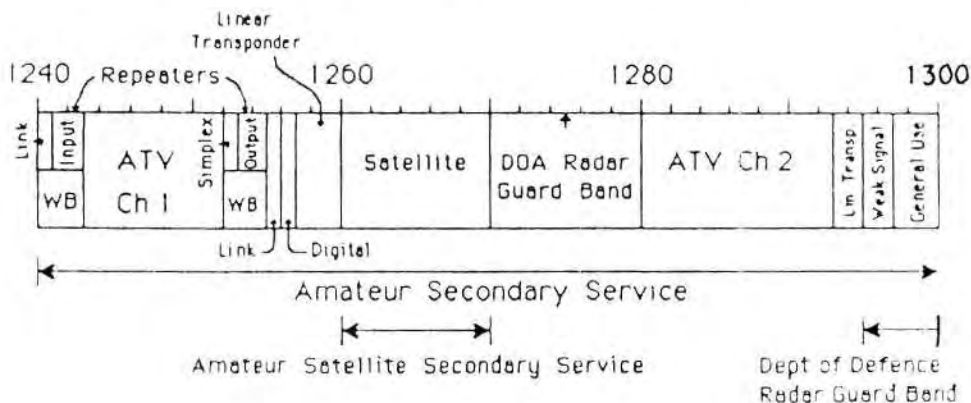 Linear
Transponder
1240
Repeaters
1260
1280
1300
Link
Input
WB
ATV
Ch 1
Simplex
Output
WB
Satellite
DOA Radar
Guard Band
ATV Ch 2
Lin Transp.
Weak Signal
General Use
Link
Digital
Amateur Secondary Service
Amateur Satellite Secondary Service
Dept of Defence
Radar Guard Band